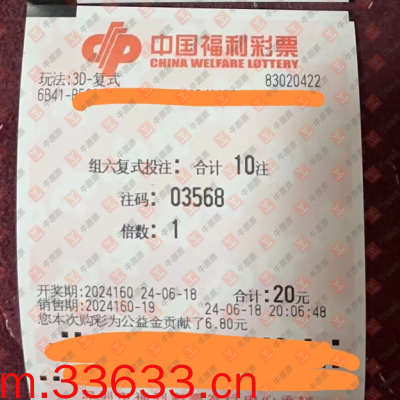 中国福利彩票
CHINA WELFARE LOTTERY
玩法:3D-复式 83020422
6B41-
组六复式投注: 合计 10注
注码: 03568
倍数: 1
开奖期:2024160 24-06-18 合计:20元
销售期:2024160-19 24-06-18 20:06:48
您本次购彩为公益金贡献了6.80元
m:33633.cn